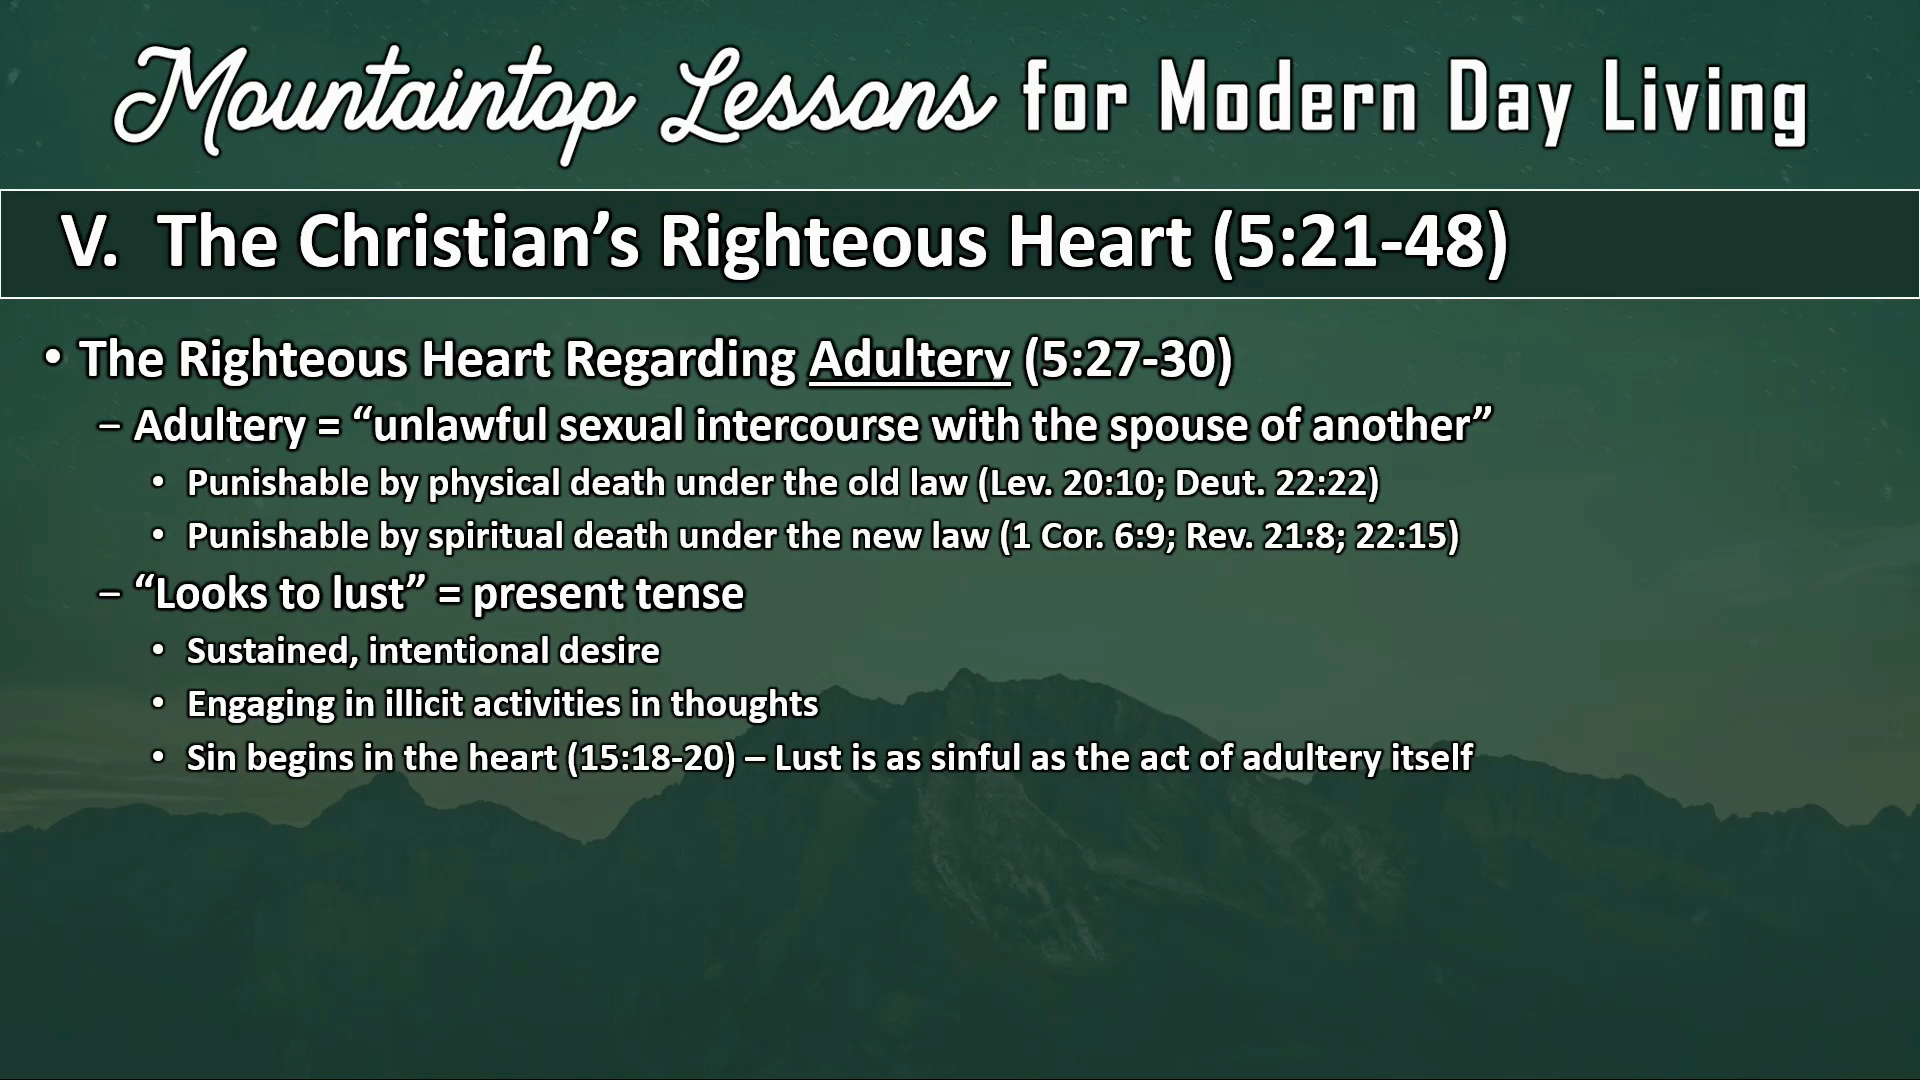 Mountaintop Lessons for Modern Day Living
V. The Christian’s Righteous Heart (5:21-48)
• The Righteous Heart Regarding Adultery (5:27-30)
– Adultery = “unlawful sexual intercourse with the spouse of another”
• Punishable by physical death under the old law (Lev. 20:10; Deut. 22:22)
• Punishable by spiritual death under the new law (1 Cor. 6:9; Rev. 21:8; 22:15)
– “Looks to lust” = present tense
• Sustained, intentional desire
• Engaging in illicit activities in thoughts
• Sin begins in the heart (15:18-20) – Lust is as sinful as the act of adultery itself